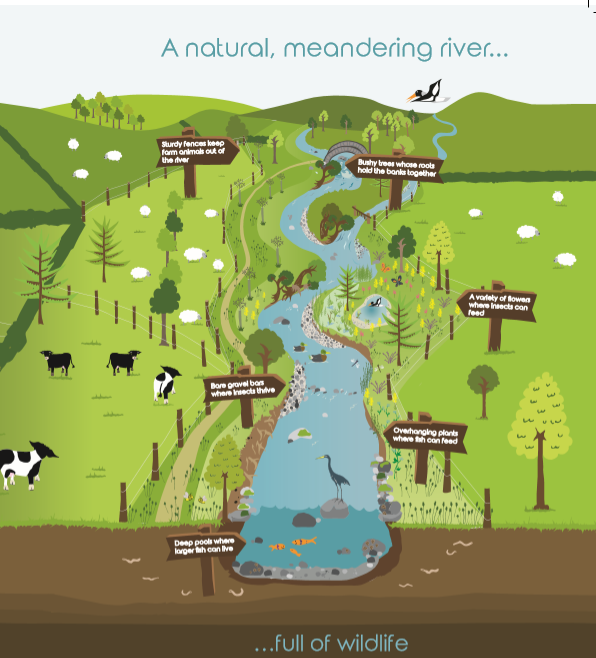 A natural, meandering river...
Sturdy fences keep
farm animals out of
the river
Bushy trees whose roots
hold the banks together
A variety of flowers
where insects can
feed
Bare gravel bars
where insects thrive
Overhanging plants
where fish can feed
Deep pools where
larger fish can live
...full of wildlife